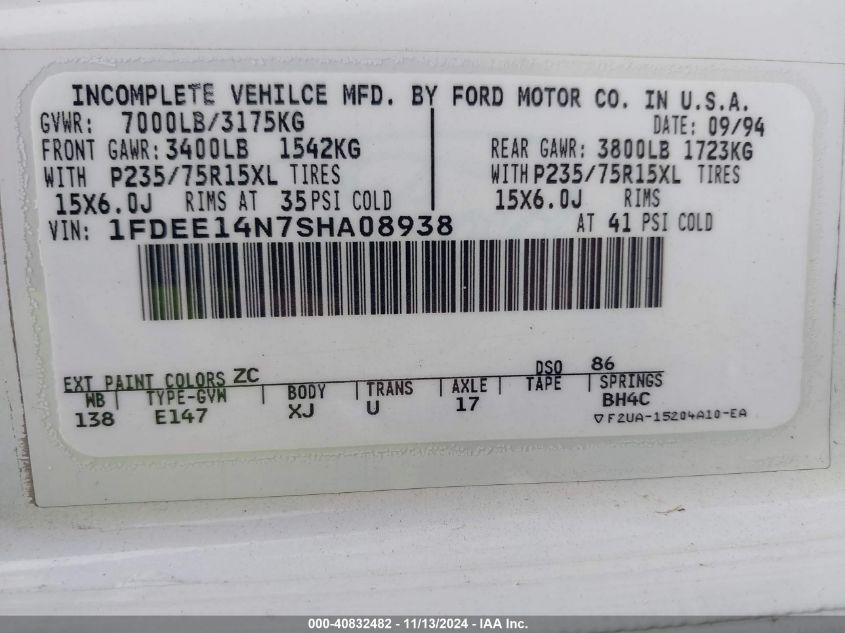 INCOMPLETE VEHILCE MFD. BY FORD MOTOR CO. IN U.S.A.
GVWR: 7000LB/3175KG DATE: 09/94
FRONT GAWR: 3400LB 1542KG REAR GAWR: 3800LB 1723KG
WITH P235/75R15XL TIRES WITH P235/75R15XL TIRES
15X6.0J RIMS AT 35 PSI COLD 15X6.0J RIMS
VIN: 1FDEE14N7SHA08938 AT 41 PSI COLD
EXT PAINT COLORS ZC DSO 86
WB TYPE-GVW BODY TRANS AXLE TAPE SPRINGS
138 E147 XJ U 17 BH4C
▽ F2UA-15204A10-EA
000-40832482 - 11/13/2024 - IAA Inc.